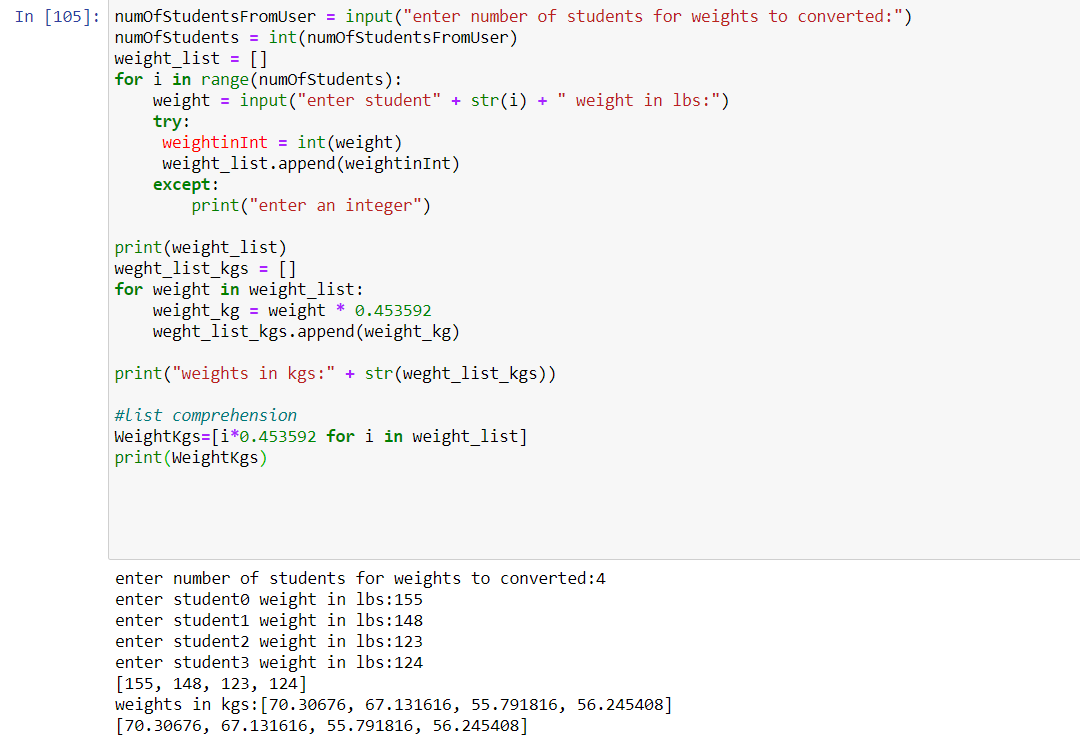 In [105]: numOfStudentsFromUser = input("enter number of students for weights to converted:")
numOfStudents = int(numOfStudentsFromUser)
weight_list = []
for i in range(numOfStudents):
    weight = input("enter student" + str(i) + " weight in lbs:")
    try:
     weightinInt = int(weight)
     weight_list.append(weightinInt)
    except:
        print("enter an integer")

print(weight_list)
weght_list_kgs = []
for weight in weight_list:
    weight_kg = weight * 0.453592
    weght_list_kgs.append(weight_kg)

print("weights in kgs:" + str(weght_list_kgs))

#list comprehension
WeightKgs=[i*0.453592 for i in weight_list]
print(WeightKgs)

enter number of students for weights to converted:4
enter student0 weight in lbs:155
enter student1 weight in lbs:148
enter student2 weight in lbs:123
enter student3 weight in lbs:124
[155, 148, 123, 124]
weights in kgs:[70.30676, 67.131616, 55.791816, 56.245408]
[70.30676, 67.131616, 55.791816, 56.245408]